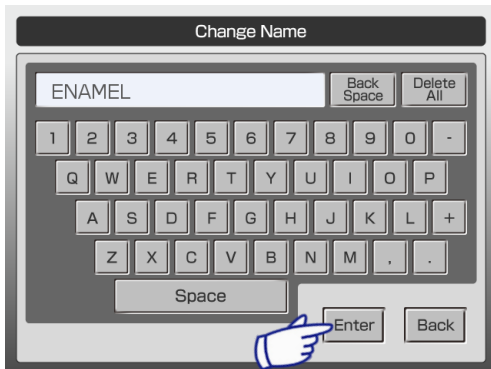 Change Name
ENAMEL
Back Space
Delete All
1 2 3 4 5 6 7 8 9 0 -
Q W E R T Y U I O P
A S D F G H J K L +
Z X C V B N M , .
Space
Enter Back